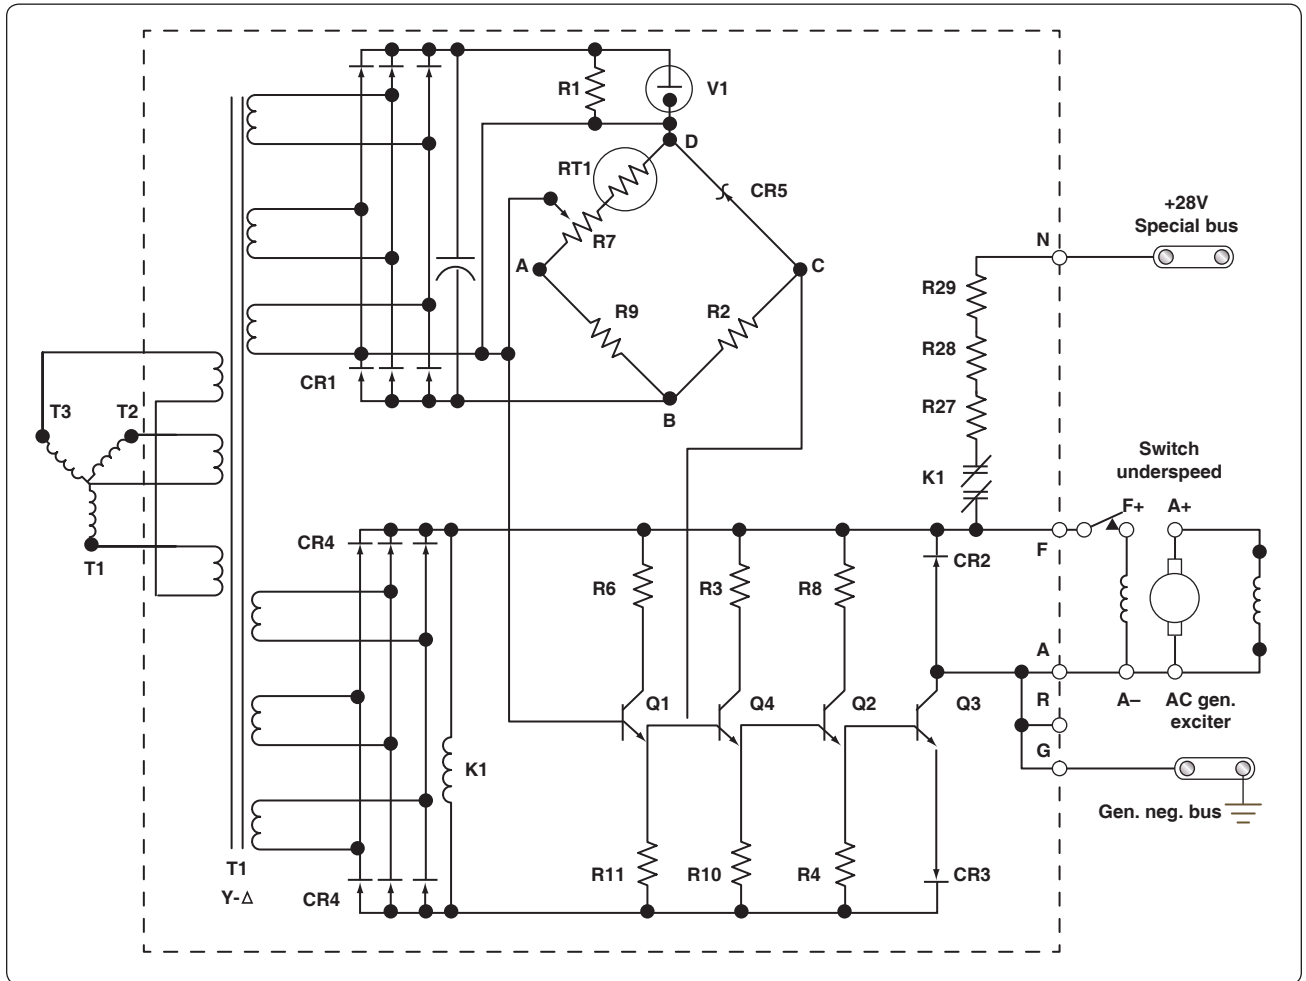 R1
V1
D
RT1
CR5
+28V
Special bus
R7
N
A
C
R29
R9
R2
R28
CR1
R27
T3
T2
B
Switch
underspeed
K1
F+
A+
CR4
F
T1
CR2
R6
R3
R8
A
R
Q1
Q4
Q2
Q3
A–
AC gen.
exciter
G
K1
Gen. neg. bus
T1
Y-Δ
R11
R10
R4
CR3
CR4